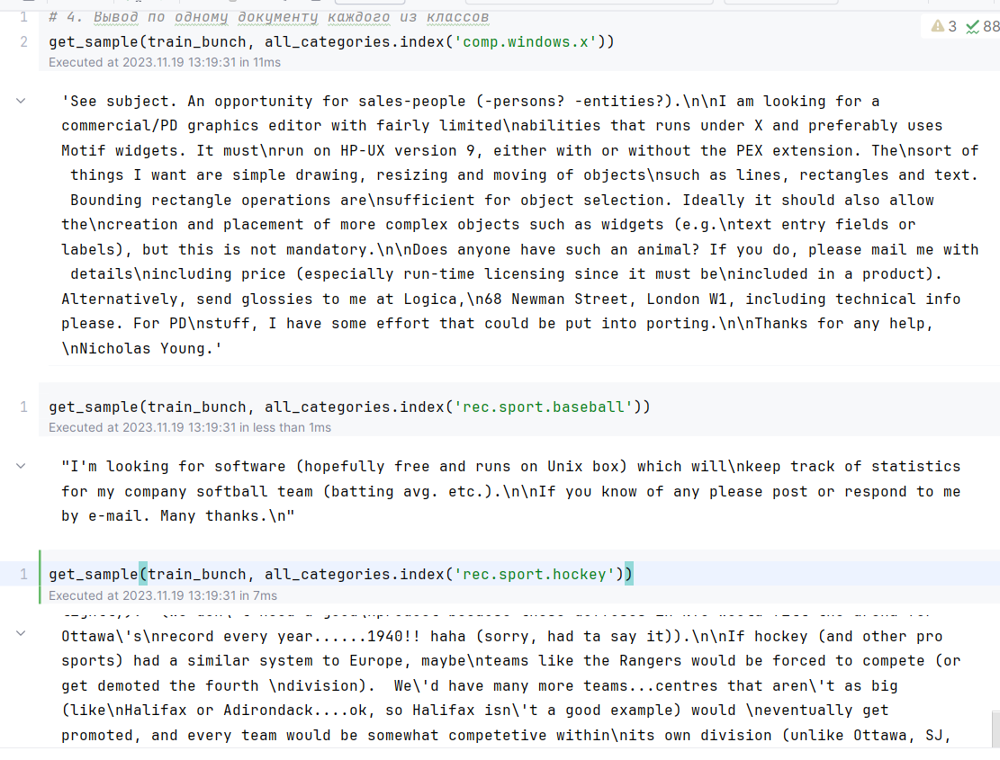 1 # 4. Вывод по одному документу каждого из классов
2 get_sample(train_bunch, all_categories.index('comp.windows.x'))
3 88
Executed at 2023.11.19 13:19:31 in 11ms
'See subject. An opportunity for sales-people (-persons? -entities?).\n\nI am looking for a
commercial/PD graphics editor with fairly limited\nabilities that runs under X and preferably uses
Motif widgets. It must\nrun on HP-UX version 9, either with or without the PEX extension. The\nsort of
things I want are simple drawing, resizing and moving of objects\nsuch as lines, rectangles and text.
Bounding rectangle operations are\nsufficient for object selection. Ideally it should also allow
the\ncreation and placement of more complex objects such as widgets (e.g.\ntext entry fields or
labels), but this is not mandatory.\n\nDoes anyone have such an animal? If you do, please mail me with
details\nincluding price (especially run-time licensing since it must be\nincluded in a product).
Alternatively, send glossies to me at Logica,\n68 Newman Street, London W1, including technical info
please. For PD\nstuff, I have some effort that could be put into porting.\n\nThanks for any help,
\nNicholas Young.'
1 get_sample(train_bunch, all_categories.index('rec.sport.baseball'))
Executed at 2023.11.19 13:19:31 in less than 1ms
"I'm looking for software (hopefully free and runs on Unix box) which will\nkeep track of statistics
for my company softball team (batting avg. etc.).\n\nIf you know of any please post or respond to me
by e-mail. Many thanks.\n"
1 get_sample(train_bunch, all_categories.index('rec.sport.hockey'))
Executed at 2023.11.19 13:19:31 in 7ms
Ottawa\'s\nrecord every year......1940!! haha (sorry, had ta say it)).\n\nIf hockey (and other pro
sports) had a similar system to Europe, maybe\nteams like the Rangers would be forced to compete (or
get demoted the fourth \ndivision).  We\'d have many more teams...centres that aren\'t as big
(like\nHalifax or Adirondack....ok, so Halifax isn\'t a good example) would \neventually get
promoted, and every team would be somewhat competetive within\nits own division (unlike Ottawa, SJ,